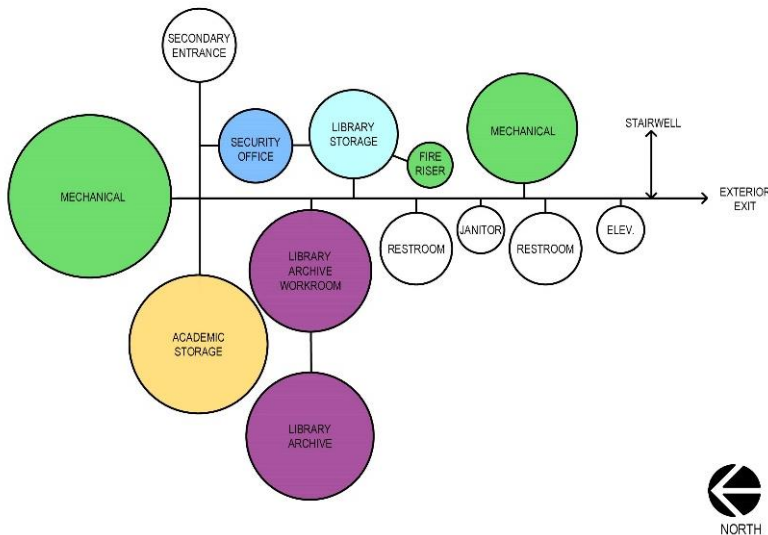 SECONDARY
ENTRANCE
SECURITY
OFFICE
LIBRARY
STORAGE
FIRE
RISER
MECHANICAL
STAIRWELL
MECHANICAL
EXTERIOR
EXIT
RESTROOM
JANITOR
RESTROOM
ELEV.
LIBRARY
ARCHIVE
WORKROOM
ACADEMIC
STORAGE
LIBRARY
ARCHIVE
NORTH